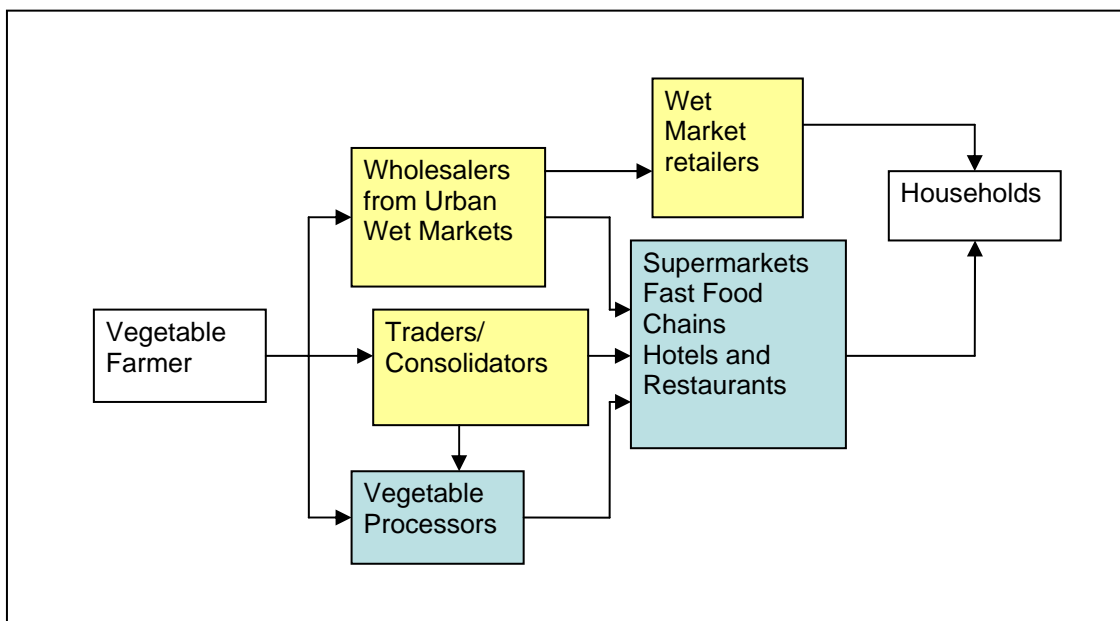 Wet
Market
retailers
Wholesalers
from Urban
Wet Markets
Households
Supermarkets
Fast Food
Chains
Hotels and
Restaurants
Vegetable
Farmer
Traders/
Consolidators
Vegetable
Processors